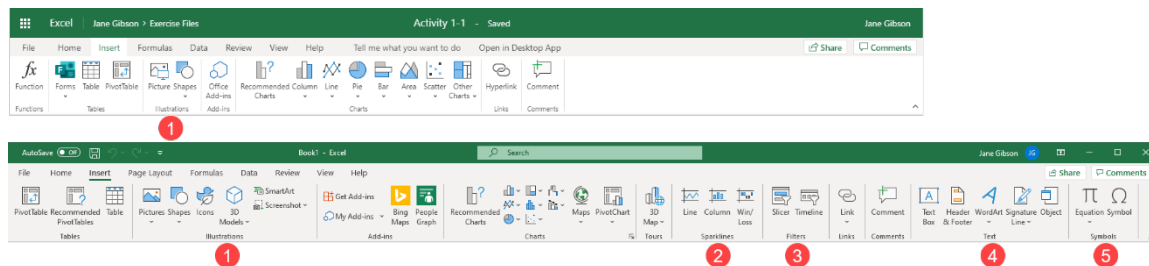 Excel Jane Gibson > Exercise Files Activity 1-1 - Saved Jane Gibson
File Home Insert Formulas Data Review View Help Tell me what you want to do Open in Desktop App Share Comments
fx
Function Forms Table PivotTable Picture Shapes Office Add-ins Recommended Charts Column Line Pie Bar Area Scatter Other Charts Hyperlink Comment
Functions Tables Illustrations Add-Ins Charts Links Comments
1
AutoSave Off Book1 - Excel Search Jane Gibson JG
File Home Insert Page Layout Formulas Data Review View Help Share Comments
PivotTable Recommended PivotTables Table Pictures Shapes Icons 3D Models SmartArt Screenshot Get Add-ins My Add-ins Bing Maps People Graph Recommended Charts Maps PivotChart 3D Map Line Column Win/Loss Slicer Timeline Link Comment Text Box Header & Footer WordArt Signature Line Object Equation Symbol
Tables Illustrations Add-ins Charts Tours Sparklines Filters Links Comments Text Symbols
1 2 3 4 5